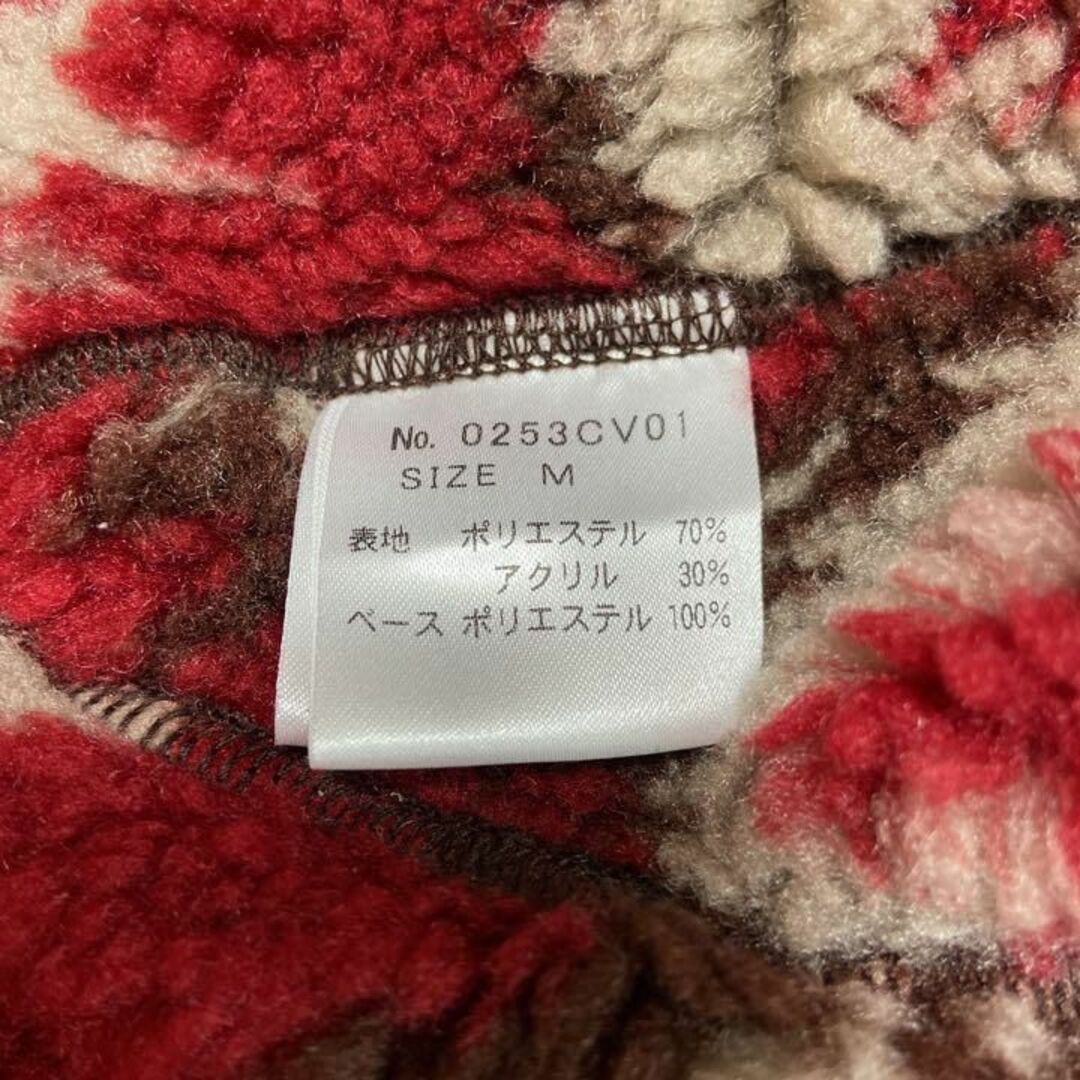 No. 0253CV01
SIZE M
表地 ポリエステル 70%
アクリル 30%
ベース ポリエステル 100%